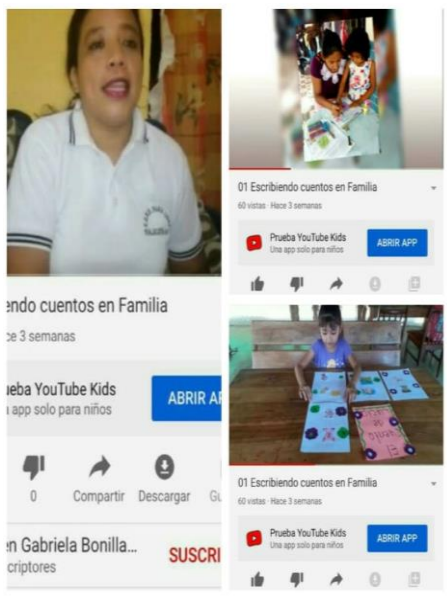 endo cuentos en Familia
ce 3 semanas
ueba YouTube Kids
a app solo para niños
ABRIR A
0
Compartir
Descargar
Gu
en Gabriela Bonilla...
criptores
SUSCRI
01 Escribiendo cuentos en Familia
60 vistas · Hace 3 semanas
Prueba YouTube Kids
Una app solo para niños
ABRIR APP
01 Escribiendo cuentos en Familia
60 vistas · Hace 3 semanas
Prueba YouTube Kids
Una app solo para niños
ABRIR APP